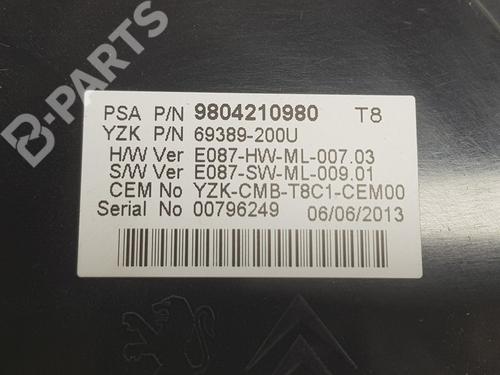 PSA P/N 9804210980 T8
YZK P/N 69389-200U
H/W Ver E087-HW-ML-007.03
S/W Ver E087-SW-ML-009.01
CEM No YZK-CMB-T8C1-CEM00
Serial No 00796249 06/06/2013
B-PARTS